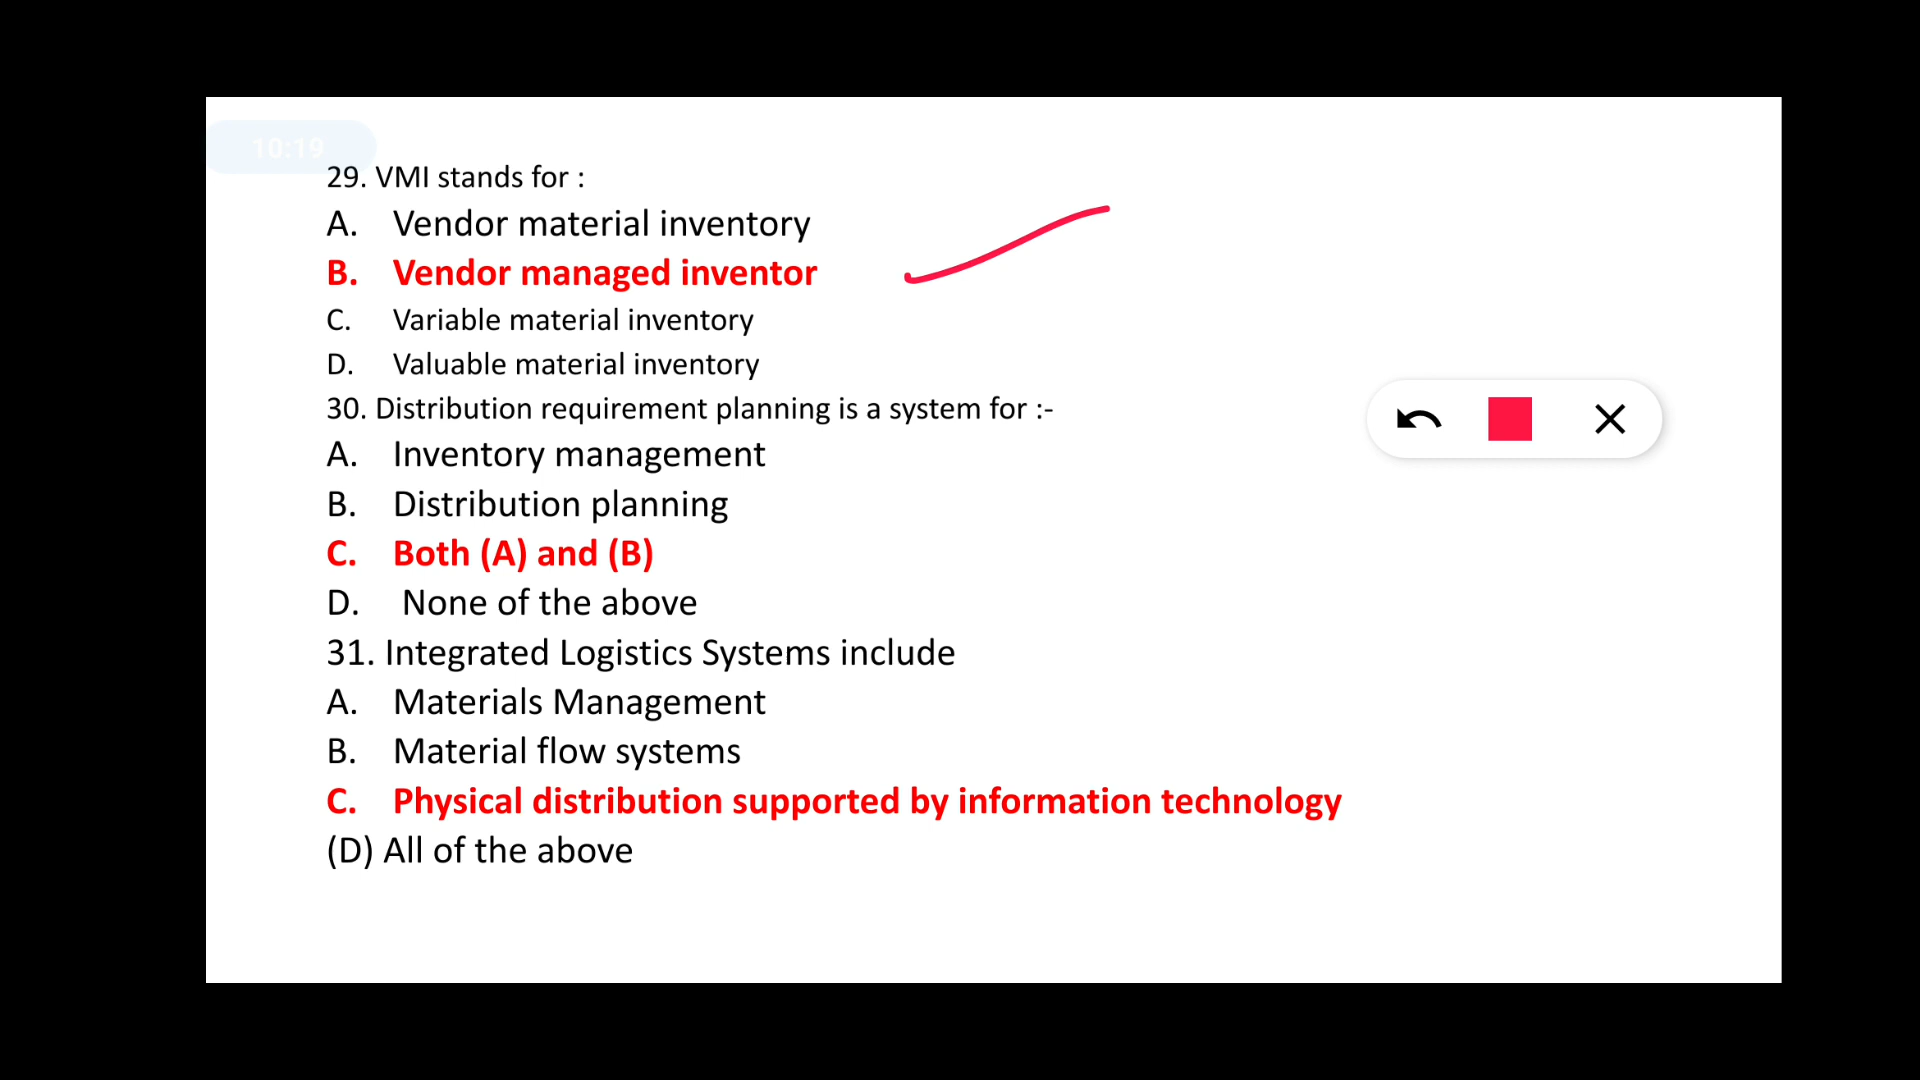 10:19
29. VMI stands for :
A. Vendor material inventory
B. Vendor managed inventor
C. Variable material inventory
D. Valuable material inventory
30. Distribution requirement planning is a system for :-
A. Inventory management
B. Distribution planning
C. Both (A) and (B)
D. None of the above
31. Integrated Logistics Systems include
A. Materials Management
B. Material flow systems
C. Physical distribution supported by information technology
(D) All of the above